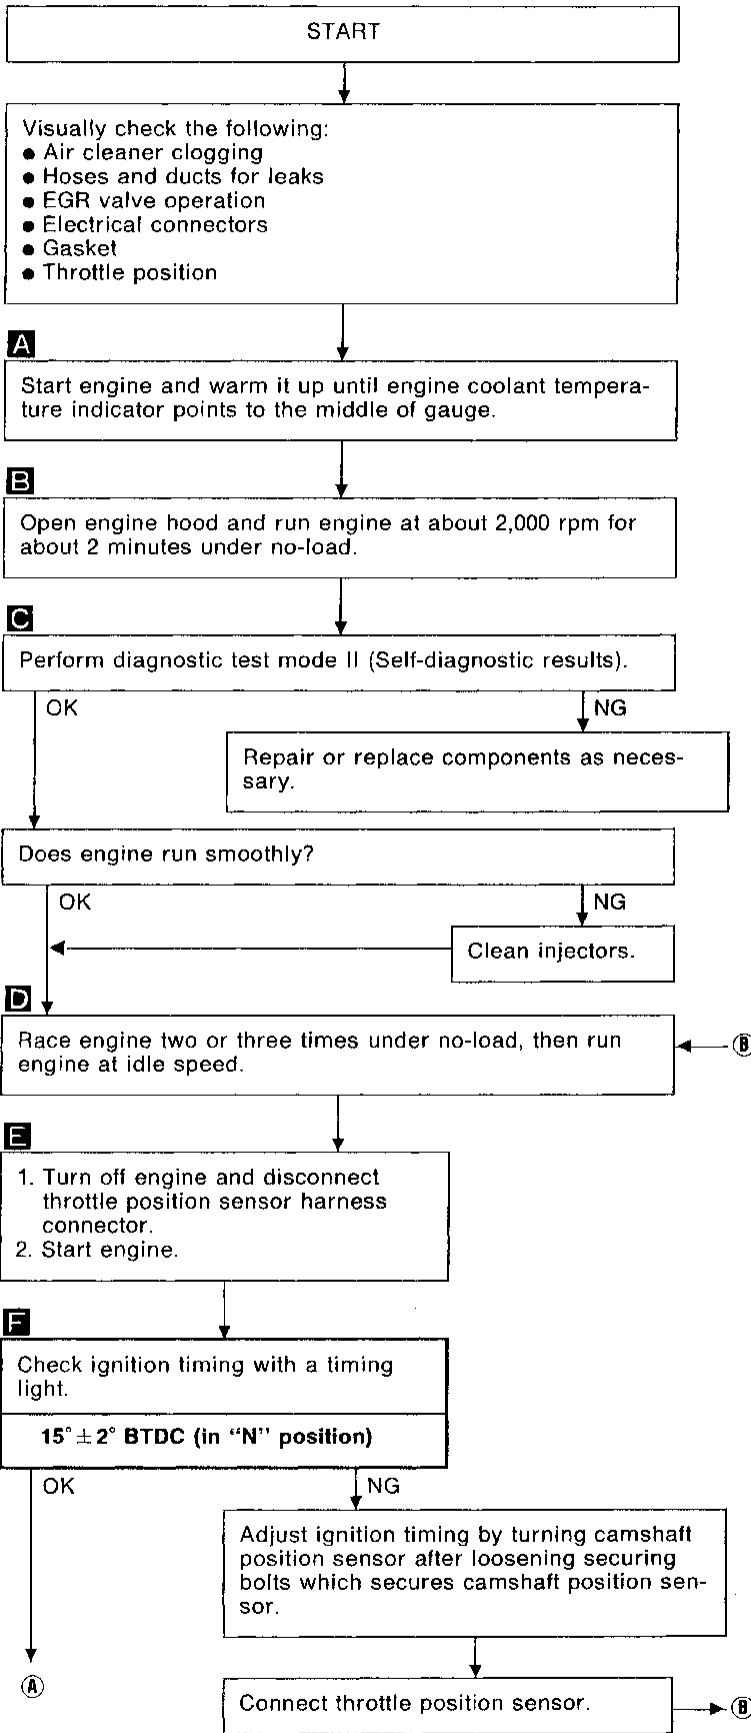 START
Visually check the following:
● Air cleaner clogging
● Hoses and ducts for leaks
● EGR valve operation
● Electrical connectors
● Gasket
● Throttle position
A
Start engine and warm it up until engine coolant tempera-
ture indicator points to the middle of gauge.
B
Open engine hood and run engine at about 2,000 rpm for
about 2 minutes under no-load.
C
Perform diagnostic test mode II (Self-diagnostic results).
OK
NG
Repair or replace components as neces-
sary.
Does engine run smoothly?
OK
NG
Clean injectors.
D
Race engine two or three times under no-load, then run
engine at idle speed.
B
E
1. Turn off engine and disconnect
throttle position sensor harness
connector.
2. Start engine.
F
Check ignition timing with a timing
light.
15°±2° BTDC (in “N” position)
OK
NG
Adjust ignition timing by turning camshaft
position sensor after loosening securing
bolts which secures camshaft position sen-
sor.
A
Connect throttle position sensor.
B